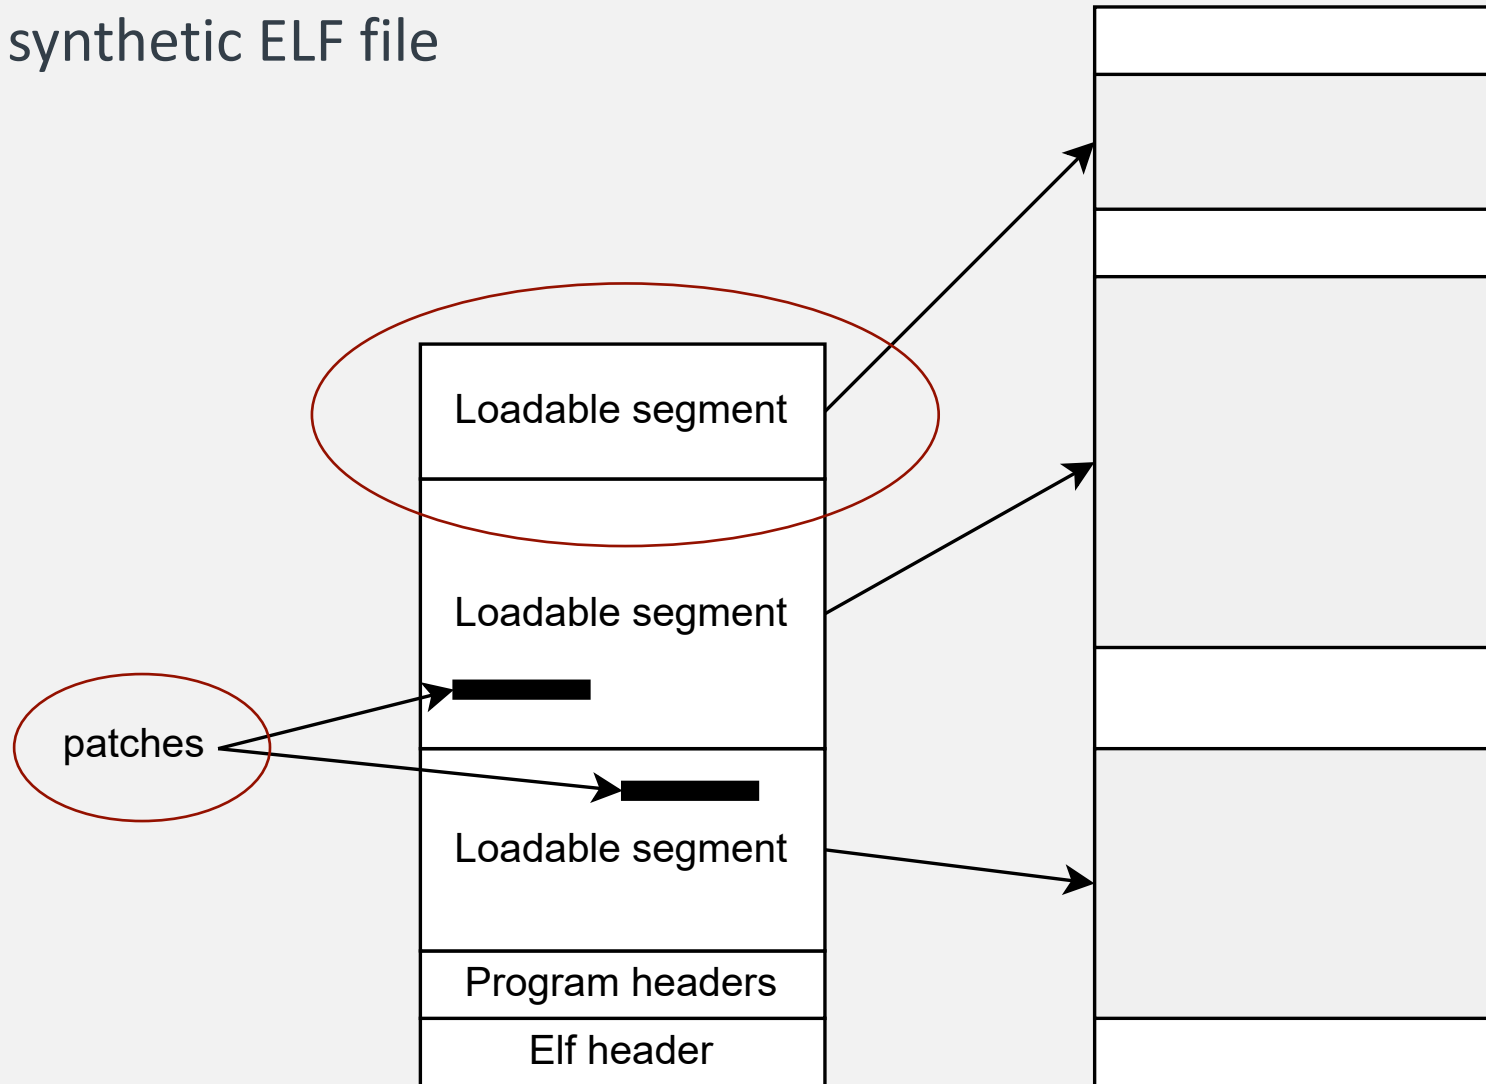 synthetic ELF file
Loadable segment
Loadable segment
patches
Loadable segment
Program headers
Elf header